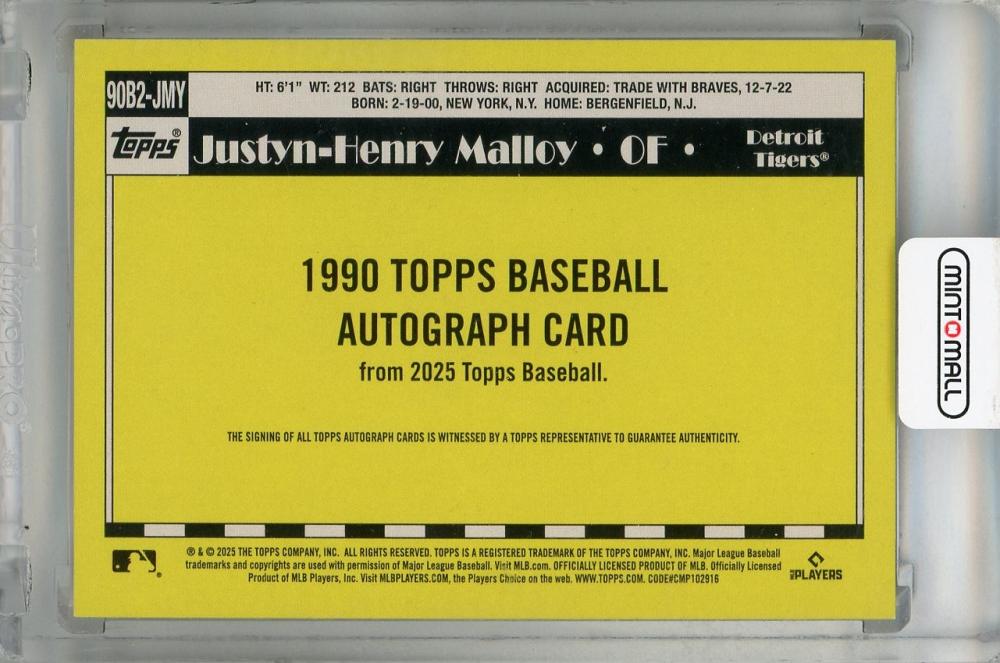 90B2-JMY
HT: 6'1" WT: 212 BATS: RIGHT THROWS: RIGHT ACQUIRED: TRADE WITH BRAVES, 12-7-22
BORN: 2-19-00, NEW YORK, N.Y. HOME: BERGENFIELD, N.J.
Topps®
Justyn-Henry Malloy • OF •
Detroit
Tigers®
1990 TOPPS BASEBALL
AUTOGRAPH CARD
from 2025 Topps Baseball.
THE SIGNING OF ALL TOPPS AUTOGRAPH CARDS IS WITNESSED BY A TOPPS REPRESENTATIVE TO GUARANTEE AUTHENTICITY.
® & © 2025 THE TOPPS COMPANY, INC. ALL RIGHTS RESERVED. TOPPS IS A REGISTERED TRADEMARK OF THE TOPPS COMPANY, INC. Major League Baseball
trademarks and copyrights are used with permission of Major League Baseball. Visit MLB.com. OFFICIALLY LICENSED PRODUCT OF MLB. Officially Licensed
Product of MLB Players, Inc. Visit MLBPLAYERS.COM, the Players Choice on the web. WWW.TOPPS.COM. CODE#CMP102916
PLAYERS
MINTOMALL
UltraPRO